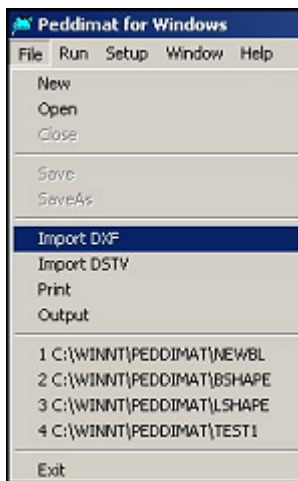 Peddimat for Windows
File Run Setup Window Help
New
Open
Close
Save
SaveAs
Import DXF
Import DSTV
Print
Output
1 C:\WINNT\PEDDIMAT\NEWBL
2 C:\WINNT\PEDDIMAT\BSHAPE
3 C:\WINNT\PEDDIMAT\LSHAPE
4 C:\WINNT\PEDDIMAT\TEST1
Exit